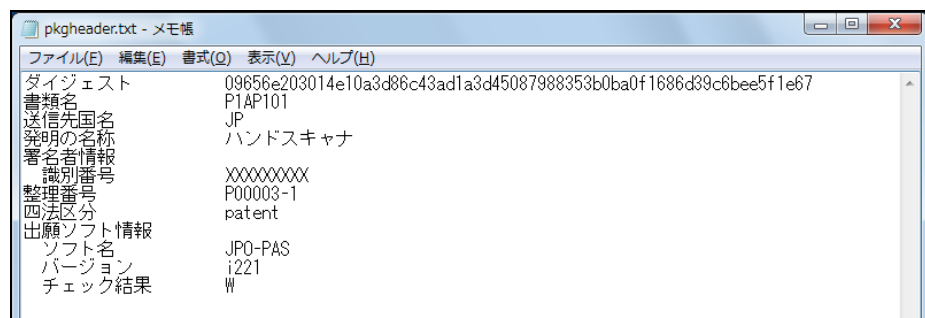 pkgheader.txt - メモ帳
ファイル(F) 編集(E) 書式(O) 表示(V) ヘルプ(H)
ダイジェスト 09656e203014e10a3d86c43ad1a3d45087988353b0ba0f1686d39c6bee5f1e67
書類名 P1AP101
送信先国名 JP
発明の名称 ハンドスキャナ
署名者情報
識別番号 XXXXXXXXX
整理番号 P00003-1
四法区分 patent
出願ソフト情報
ソフト名 JPO-PAS
バージョン i221
チェック結果 W